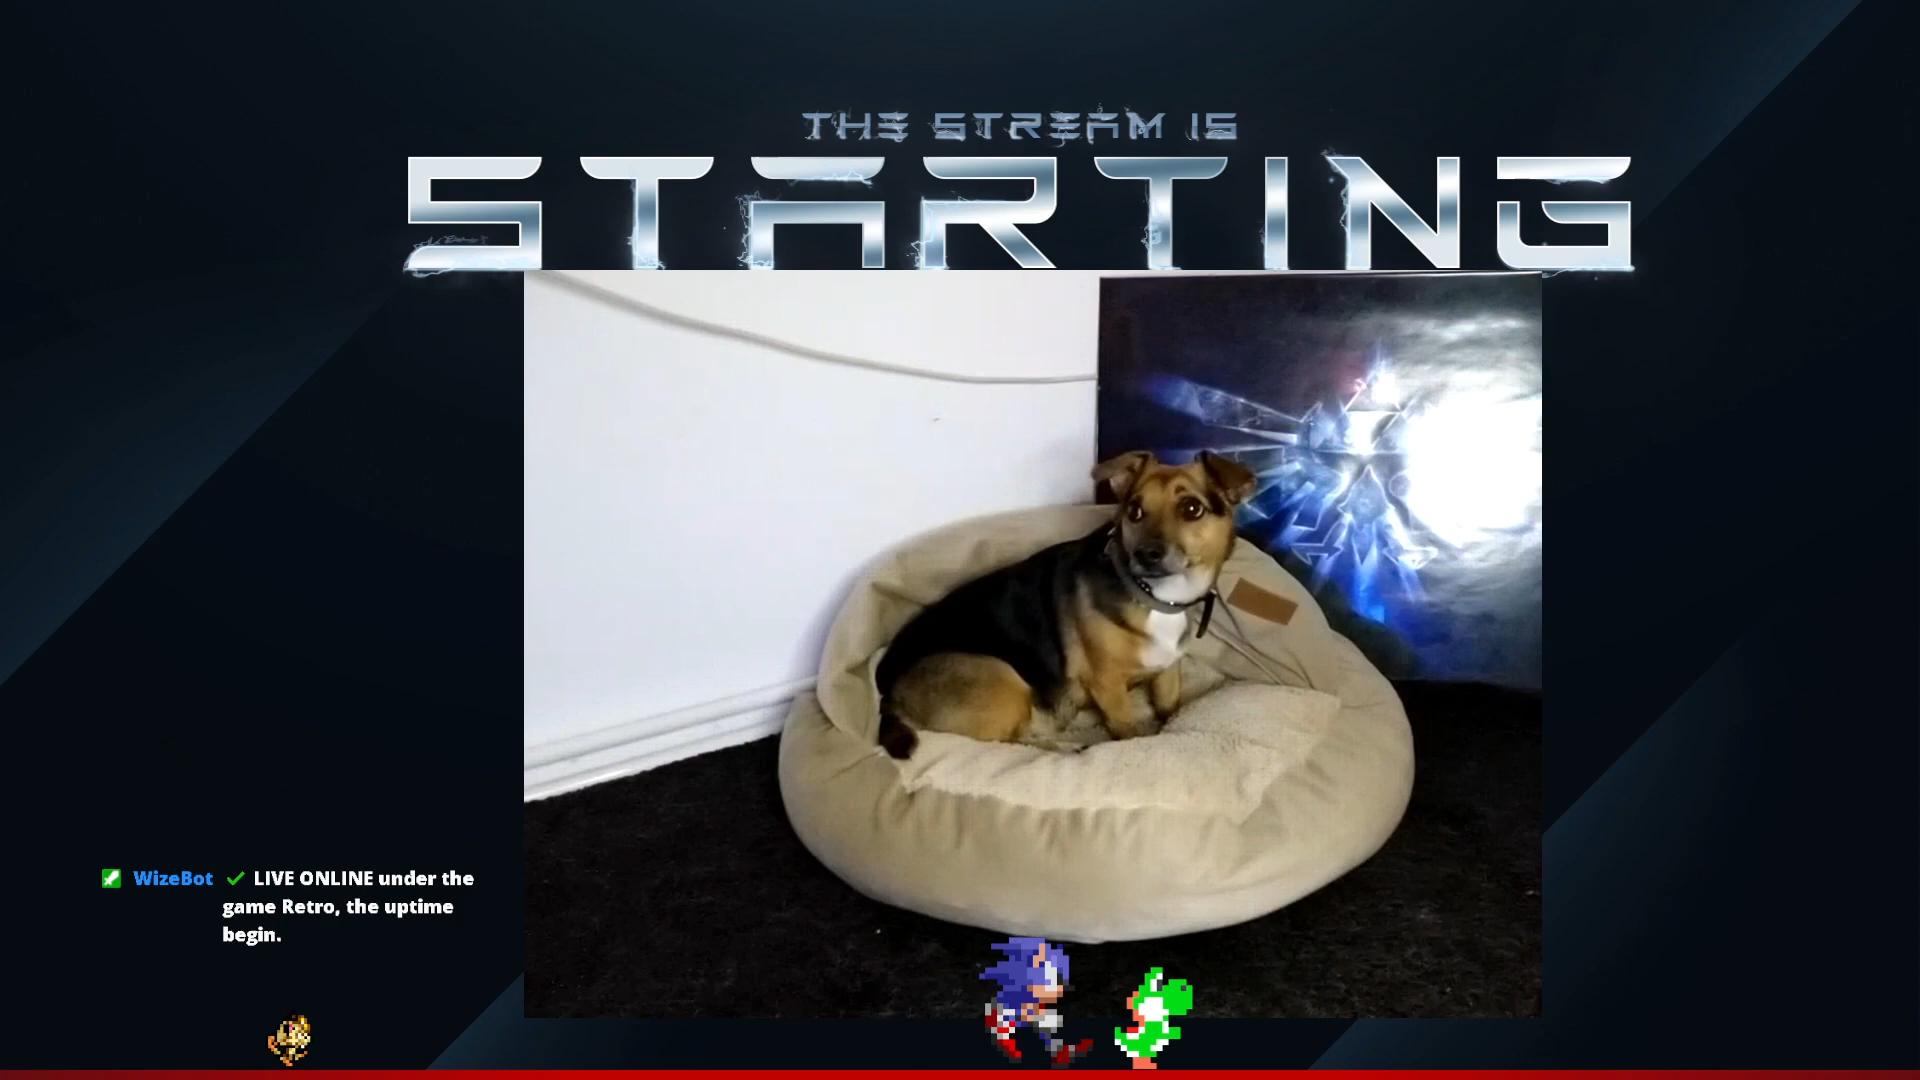 THE STREAM IS
STARTING
WizeBot LIVE ONLINE under the
game Retro, the uptime
begin.